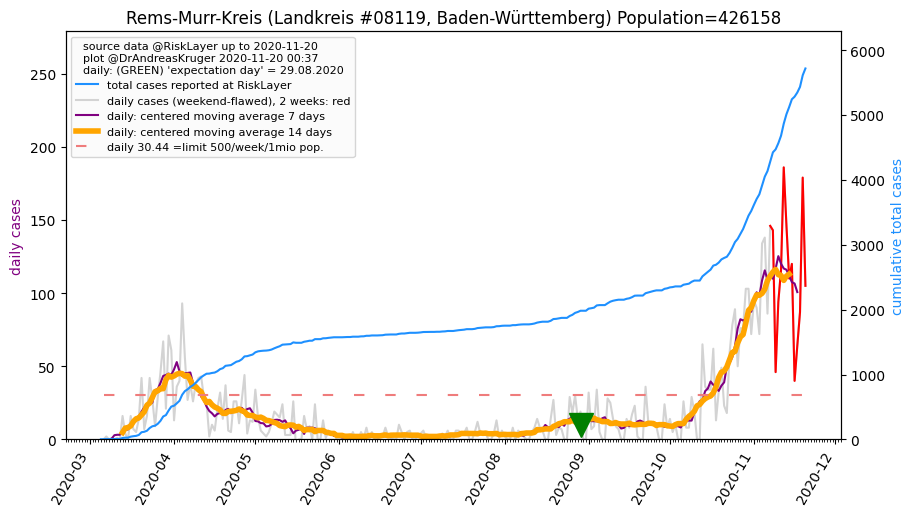 Rems-Murr-Kreis (Landkreis #08119, Baden-Württemberg) Population=426158
source data @RiskLayer up to 2020-11-20
plot @DrAndreasKruger 2020-11-20 00:37
daily: (GREEN) 'expectation day' = 29.08.2020
total cases reported at RiskLayer
daily cases (weekend-flawed), 2 weeks: red
daily: centered moving average 7 days
daily: centered moving average 14 days
daily 30.44 =limit 500/week/1mio pop.
daily cases
250
200
150
100
50
0
6000
5000
4000
3000
2000
1000
0
cumulative total cases
2020-03
2020-04
2020-05
2020-06
2020-07
2020-08
2020-09
2020-10
2020-11
2020-12